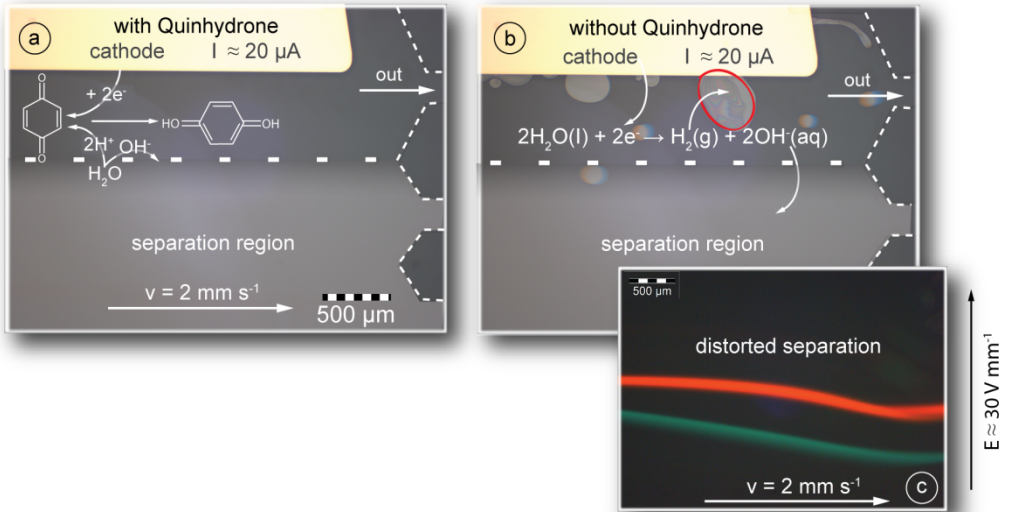 a
with Quinhydrone
cathode I ≈ 20 µA
out
O
O
+ 2e⁻
HO
OH
2H⁺
OH⁻
H₂O
separation region
v = 2 mm s⁻¹
500 µm
b
without Quinhydrone
cathode I ≈ 20 µA
out
2H₂O(l) + 2e⁻ → H₂(g) + 2OH⁻(aq)
separation region
500 µm
distorted separation
v = 2 mm s⁻¹
c
E ≈ 30 V mm⁻¹